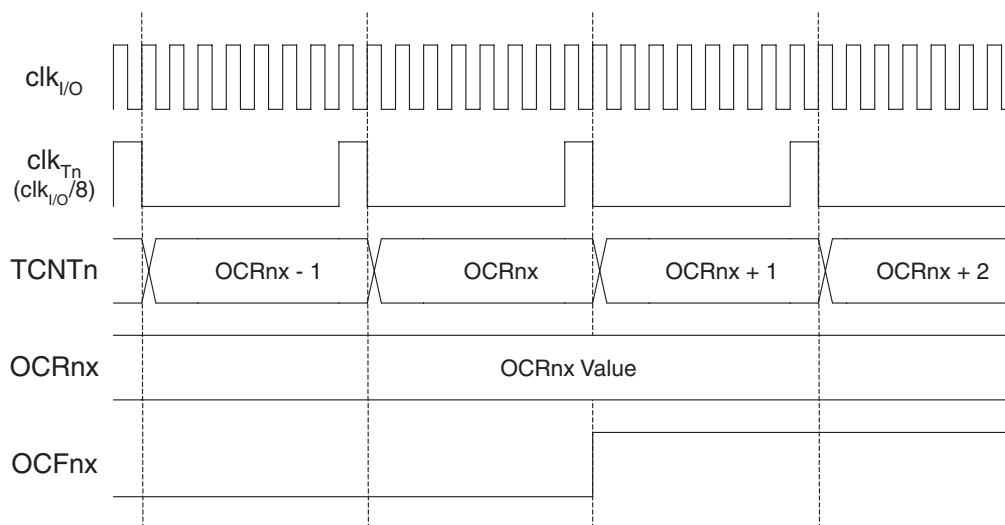 clkI/O
clkTn
(clkI/O/8)
TCNTn
OCRnx - 1
OCRnx
OCRnx + 1
OCRnx + 2
OCRnx
OCRnx Value
OCFnx